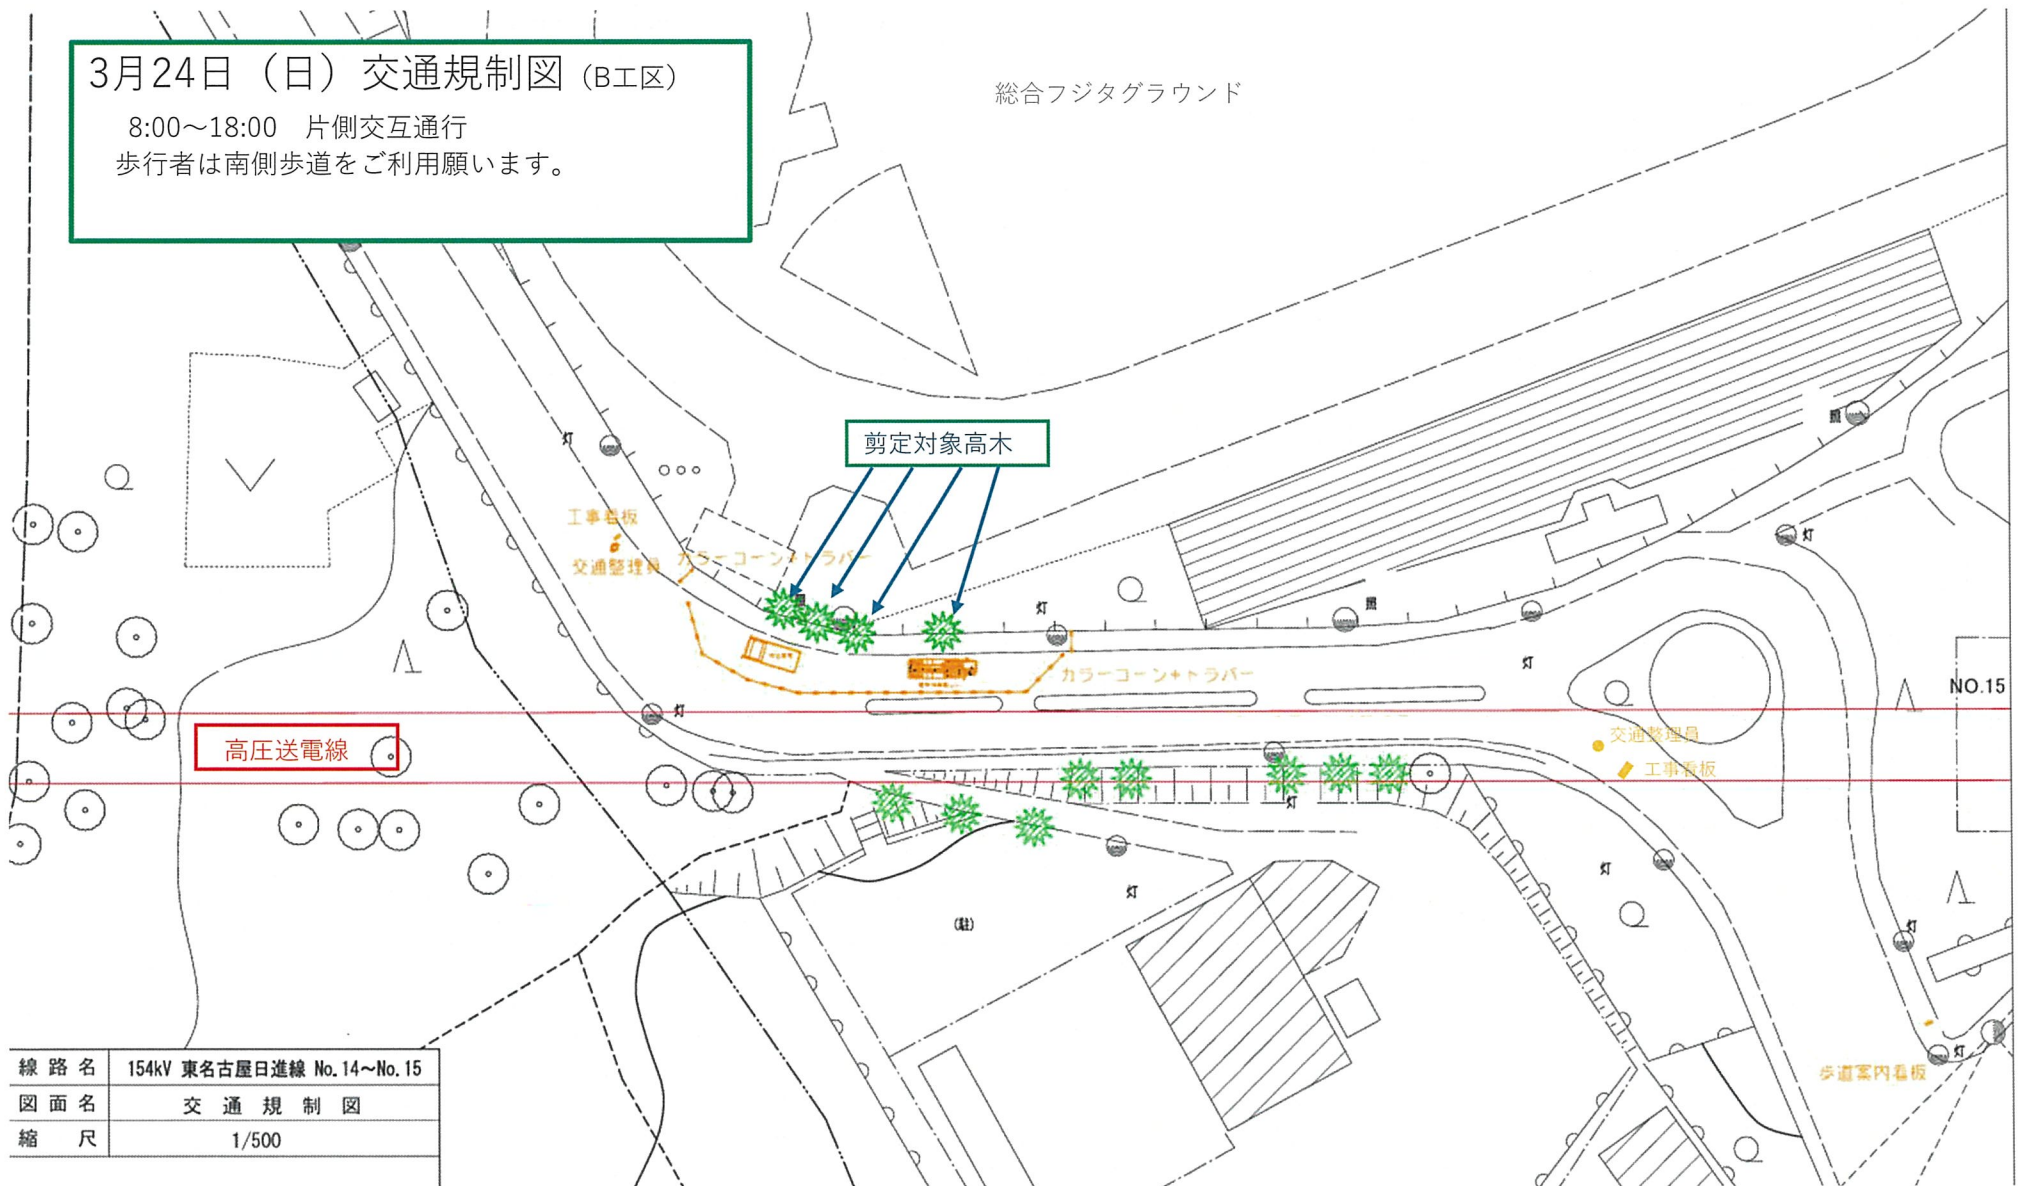 3月24日（日）交通規制図（B工区）
8:00～18:00　片側交互通行
歩行者は南側歩道をご利用願います。
総合フジタグラウンド
剪定対象高木
照
灯
工事看板
交通整理員
カラーコーン+トラバー
照
灯
照
灯
灯
カラーコーン+トラバー
NO.15
灯
高圧送電線
交通整理員
工事看板
灯
灯
灯
(駐)
灯
灯
歩道案内看板
線路名 154kV 東名古屋日進線 No.14～No.15
図面名 交通規制図
縮尺 1/500